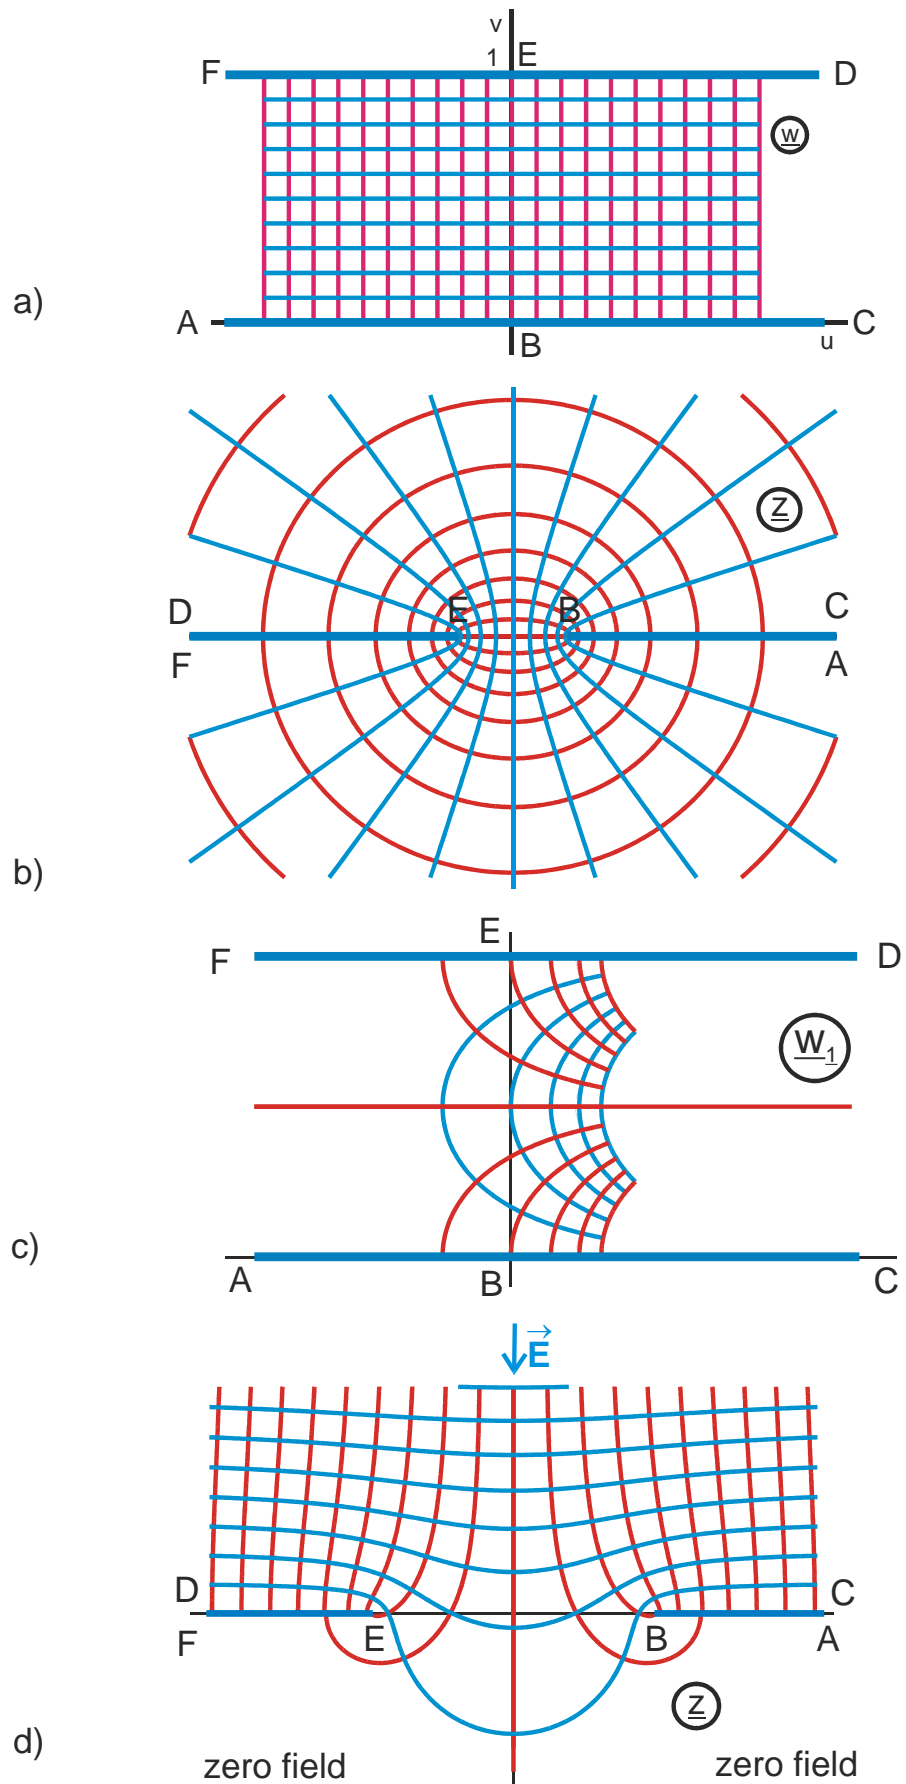 v
1 E
F D
w
a)
A C
B u
E B
D C
z
F A
b)
E
F D
w1
c)
A B C
E
D C
F E B A
z
d)
zero field zero field